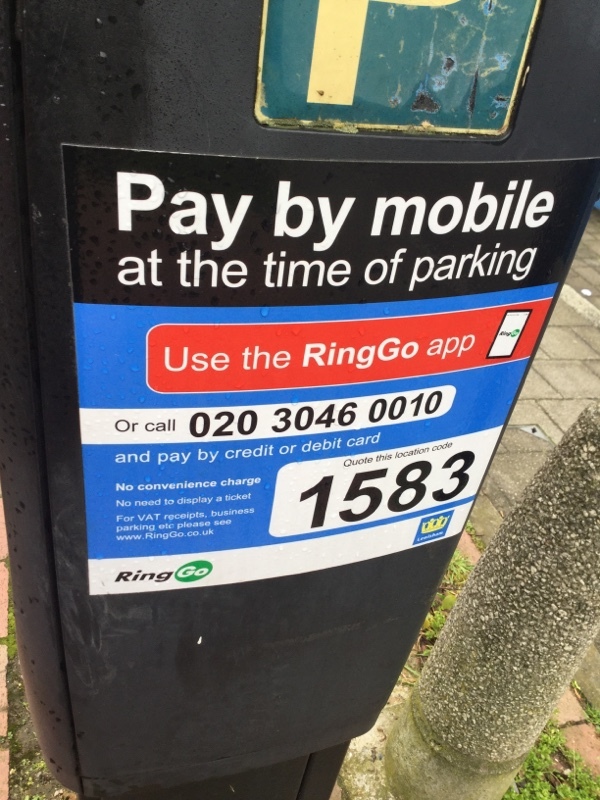 P
Pay by mobile
at the time of parking
Use the RingGo app
RingGo
Or call 020 3046 0010
and pay by credit or debit card
Quote this location code
1583
No convenience charge
No need to display a ticket
For VAT receipts, business
parking etc please see
www.RingGo.co.uk
Lewisham
RingGo